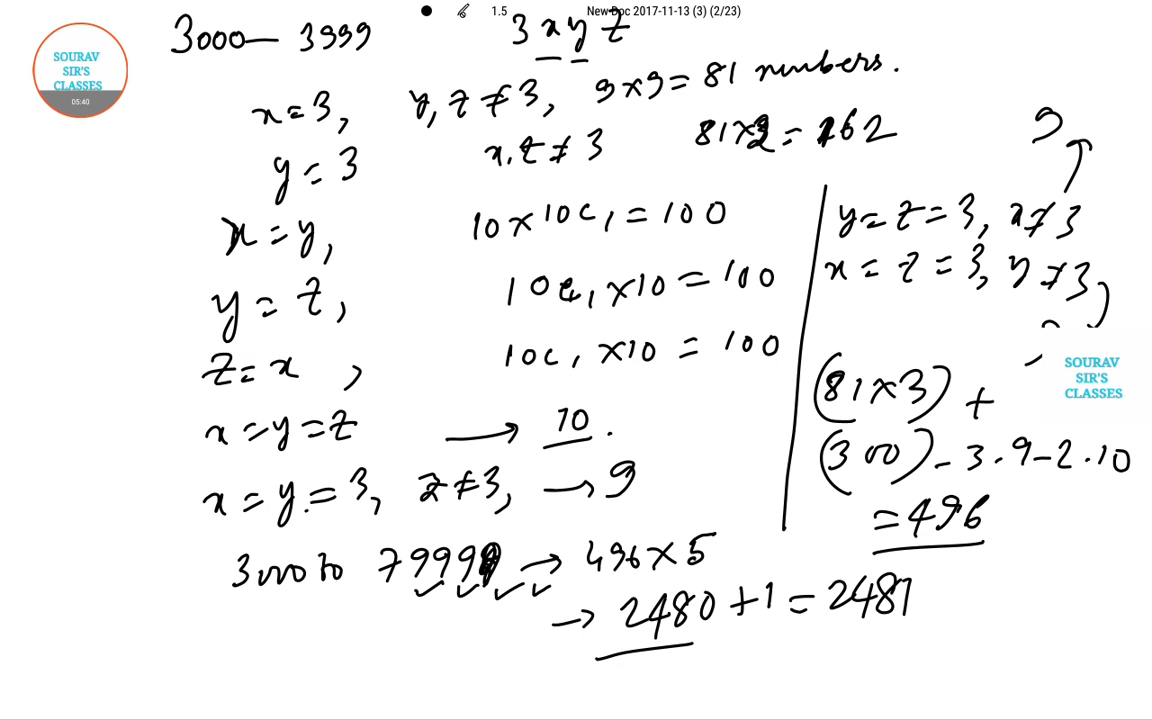 1.5 New Doc 2017-11-13 (3) (2/23)
SOURAV
SIR'S
CLASSES
05:40
3000 — 3999
3 x y z
x = 3, y, z ≠ 3, 9 x 9 = 81 numbers.
y = 3 x, z ≠ 3 81 x 2 = 162
x = y, 10 x 10C1 = 100
y = z, 10C1 x 10 = 100
z = x, 10C1 x 10 = 100
x = y = z → 10.
x = y = 3, z ≠ 3, → 9
3000 to 7999 → 496 x 5
→ 2480 + 1 = 2481
9
y = z = 3, x ≠ 3
x = z = 3, y ≠ 3,
(81 x 3) +
(300) - 3.9 - 2.10
= 496
SOURAV
SIR'S
CLASSES